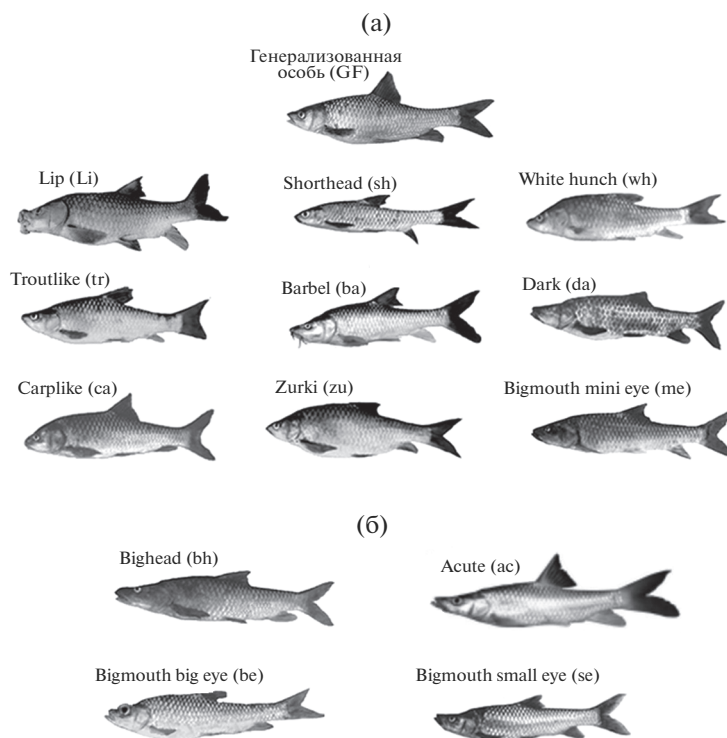 (а)
Генерализованная
особь (GF)
Lip (Li)
Shorthead (sh)
White hunch (wh)
Troutlike (tr)
Barbel (ba)
Dark (da)
Carplike (ca)
Zurki (zu)
Bigmouth mini eye (me)
(б)
Bighead (bh)
Acute (ac)
Bigmouth big eye (be)
Bigmouth small eye (se)